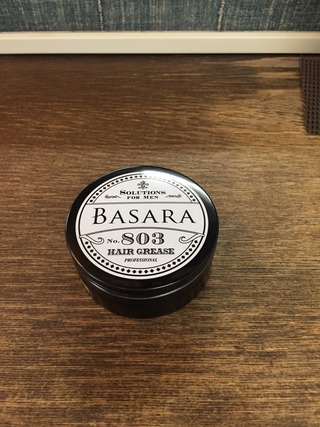 SOLUTIONS
FOR MEN
BASARA
No. 803
HAIR GREASE
PROFESSIONAL